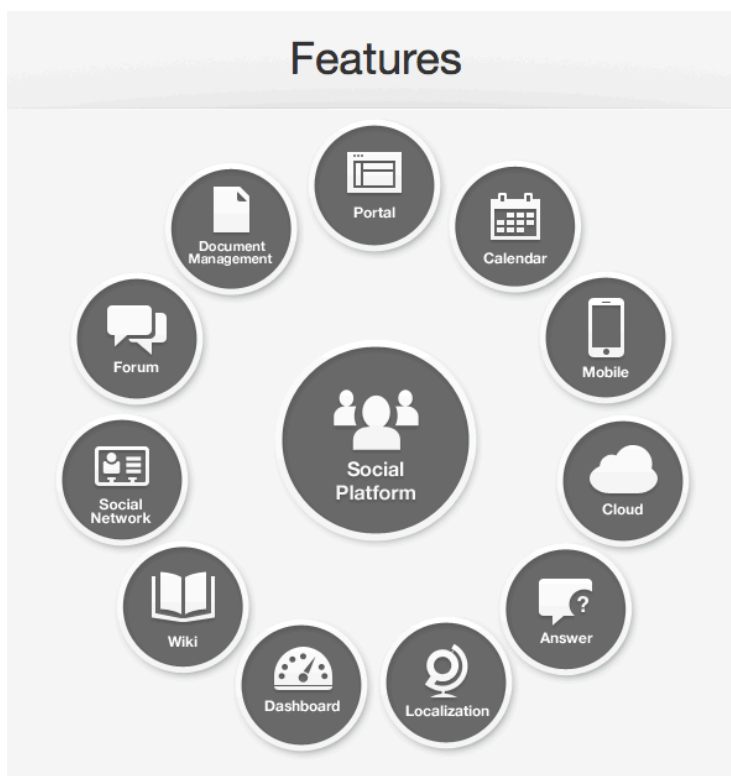 Features
Portal
Calendar
Mobile
Cloud
Answer
?
Localization
Dashboard
Wiki
Social
Network
Forum
Document
Management
Social
Platform